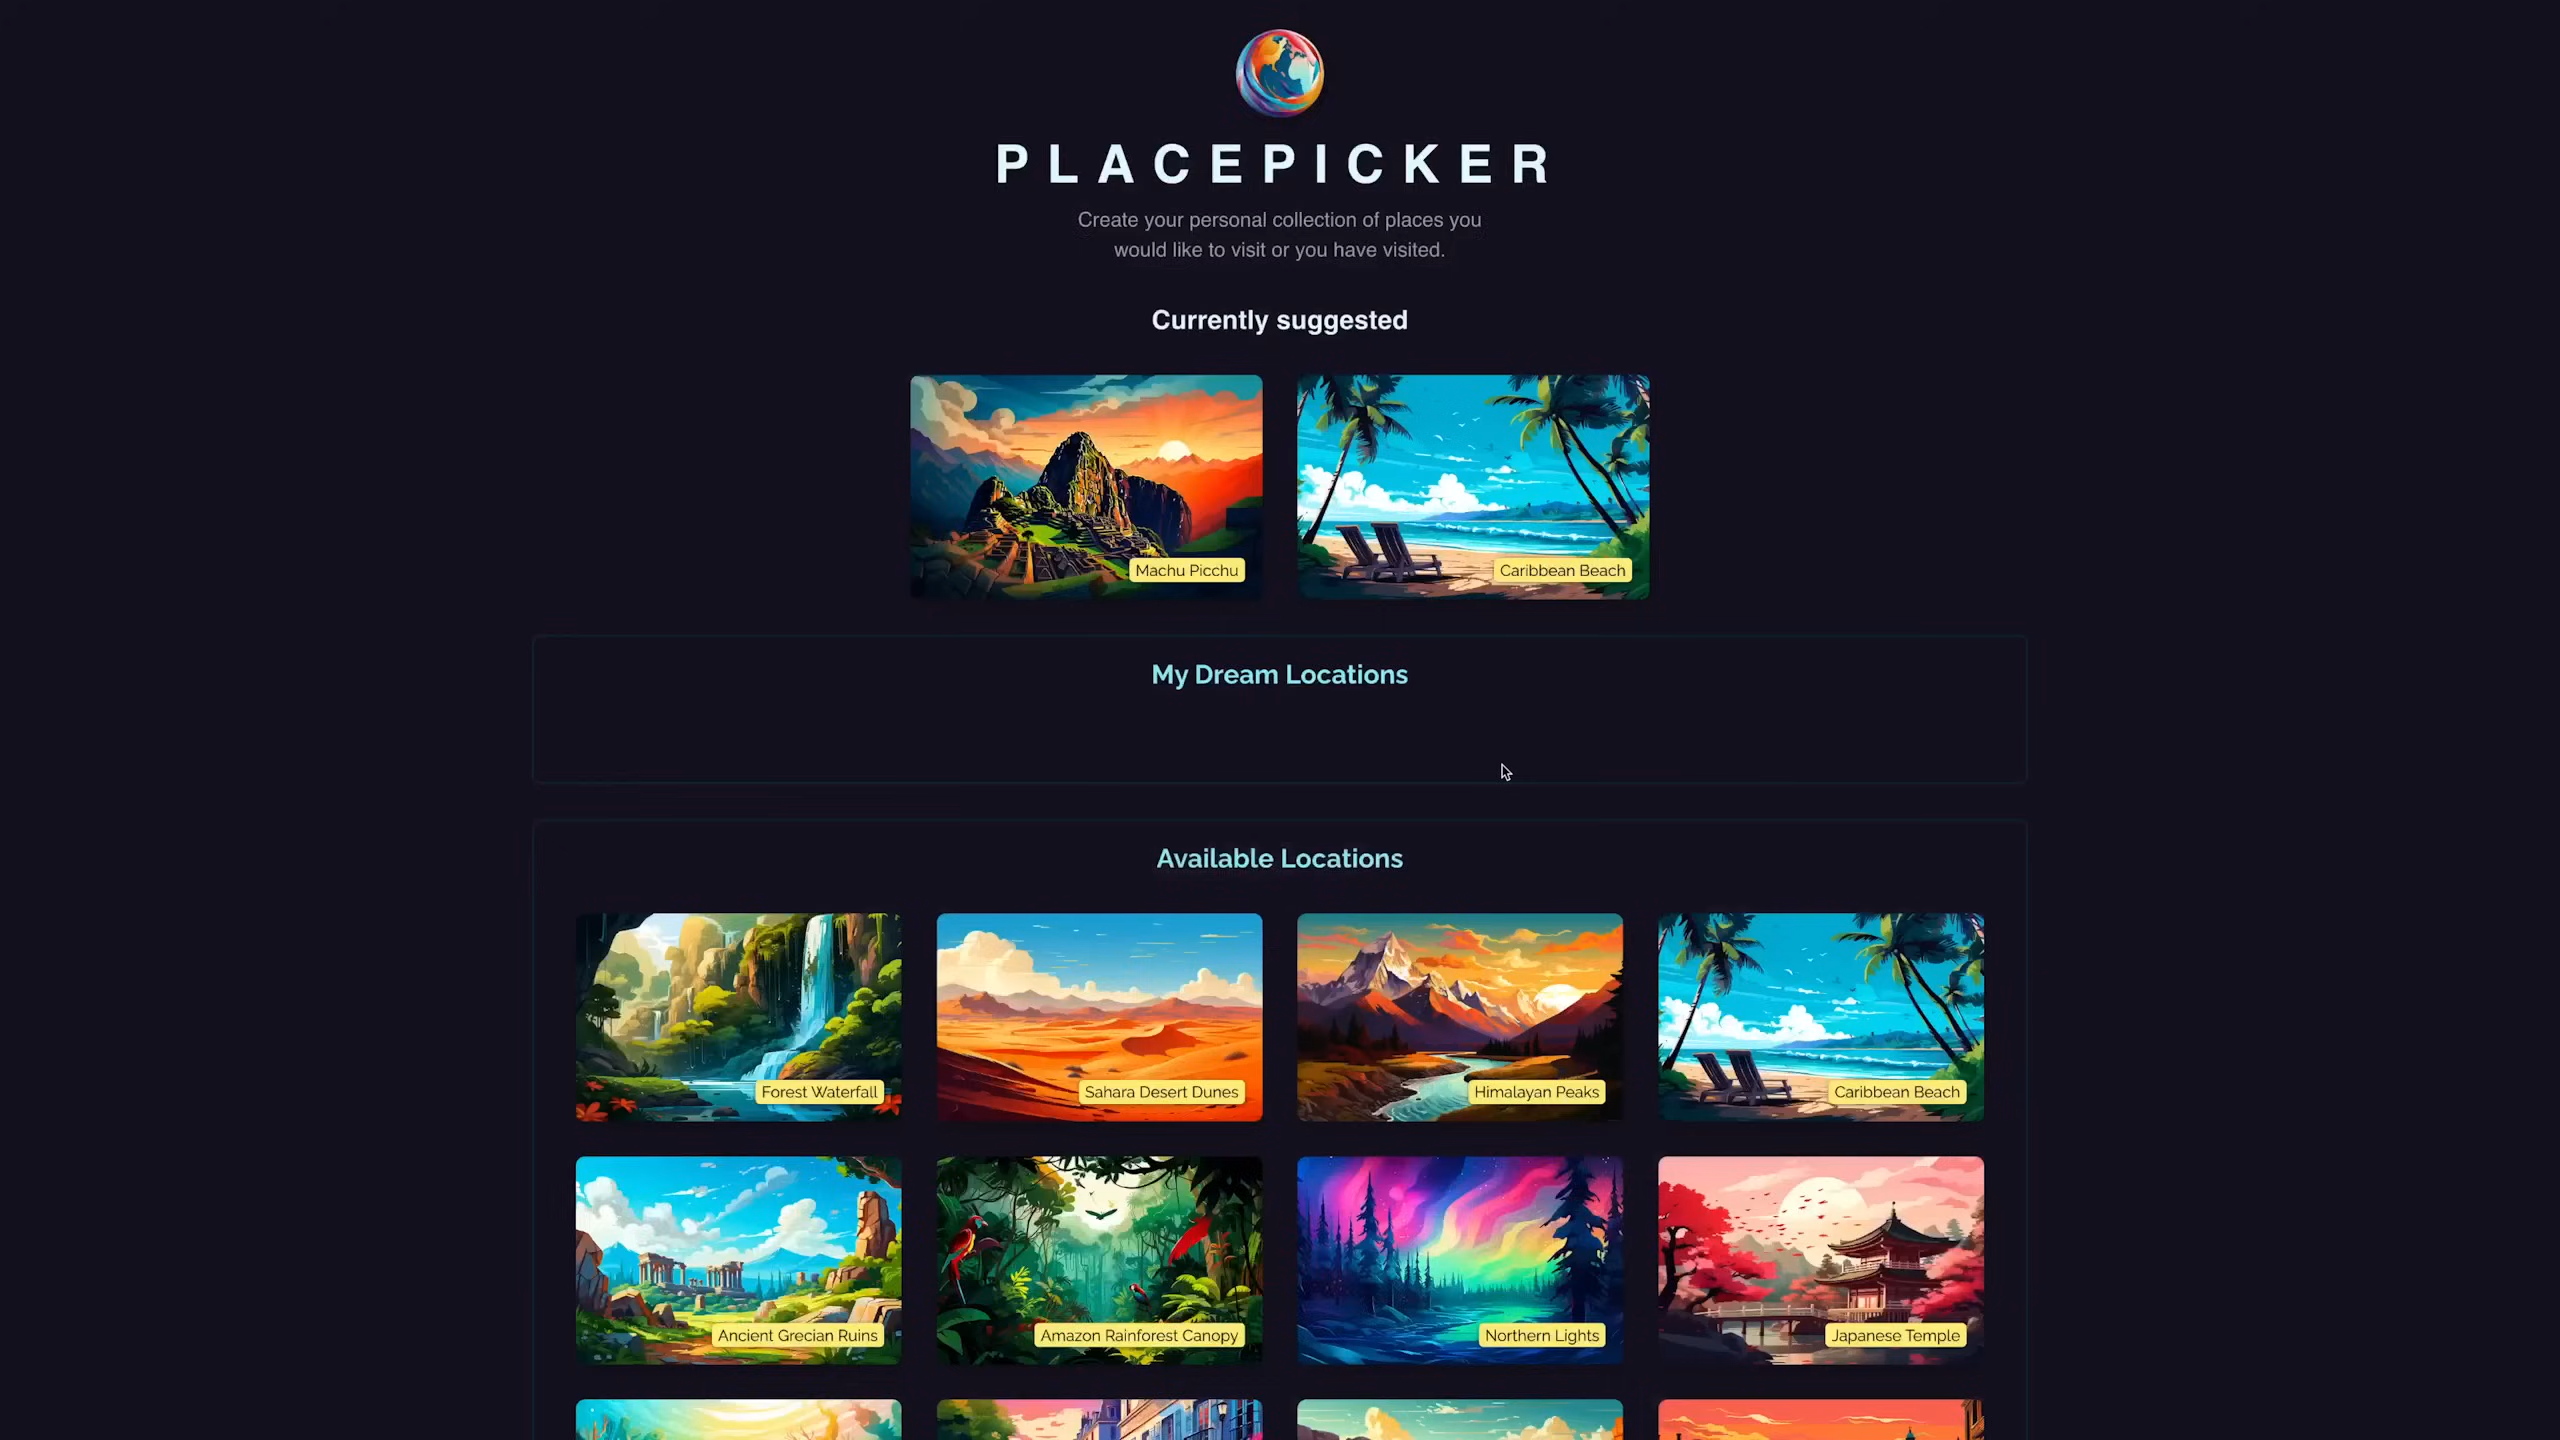 PLACEPICKER
Create your personal collection of places you
would like to visit or you have visited.
Currently suggested
Machu Picchu
Caribbean Beach
My Dream Locations
Available Locations
Forest Waterfall
Sahara Desert Dunes
Himalayan Peaks
Caribbean Beach
Ancient Grecian Ruins
Amazon Rainforest Canopy
Northern Lights
Japanese Temple